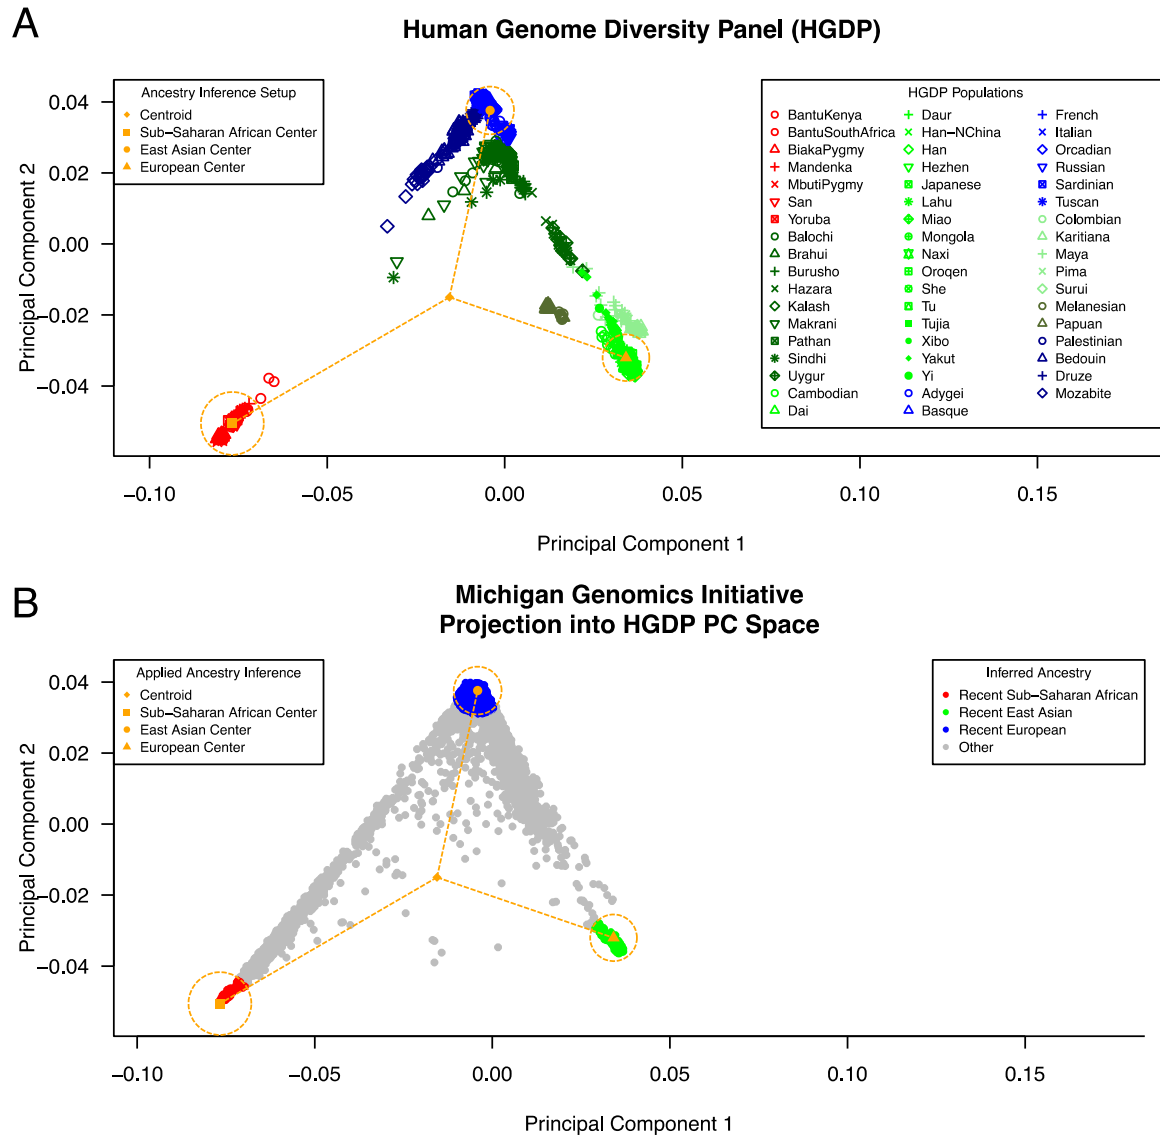 A
Human Genome Diversity Panel (HGDP)
Ancestry Inference Setup
Centroid
Sub−Saharan African Center
East Asian Center
European Center
HGDP Populations
BantuKenya
BantuSouthAfrica
BiakaPygmy
Mandenka
MbutiPygmy
San
Yoruba
Balochi
Brahui
Burusho
Hazara
Kalash
Makrani
Pathan
Sindhi
Uygur
Cambodian
Dai
Daur
Han−NChina
Han
Hezhen
Japanese
Lahu
Miao
Mongola
Naxi
Oroqen
She
Tu
Tujia
Xibo
Yakut
Yi
Adygei
Basque
French
Italian
Orcadian
Russian
Sardinian
Tuscan
Colombian
Karitiana
Maya
Pima
Surui
Melanesian
Papuan
Palestinian
Bedouin
Druze
Mozabite
Principal Component 2
0.04
0.02
0.00
−0.02
−0.04
−0.10
−0.05
0.00
0.05
0.10
0.15
Principal Component 1
B
Michigan Genomics Initiative
Projection into HGDP PC Space
Applied Ancestry Inference
Centroid
Sub−Saharan African Center
East Asian Center
European Center
Inferred Ancestry
Recent Sub−Saharan African
Recent East Asian
Recent European
Other
Principal Component 2
0.04
0.02
0.00
−0.02
−0.04
−0.10
−0.05
0.00
0.05
0.10
0.15
Principal Component 1